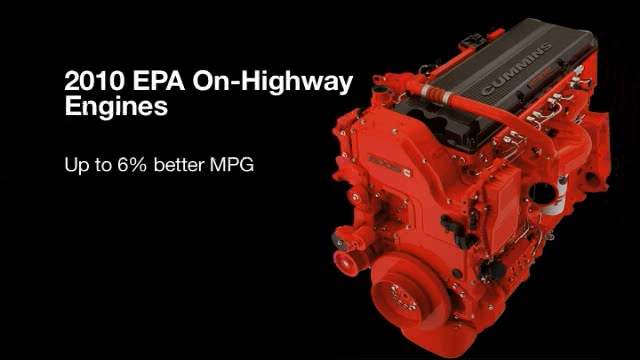 2010 EPA On-Highway
Engines
Up to 6% better MPG
CUMMINS